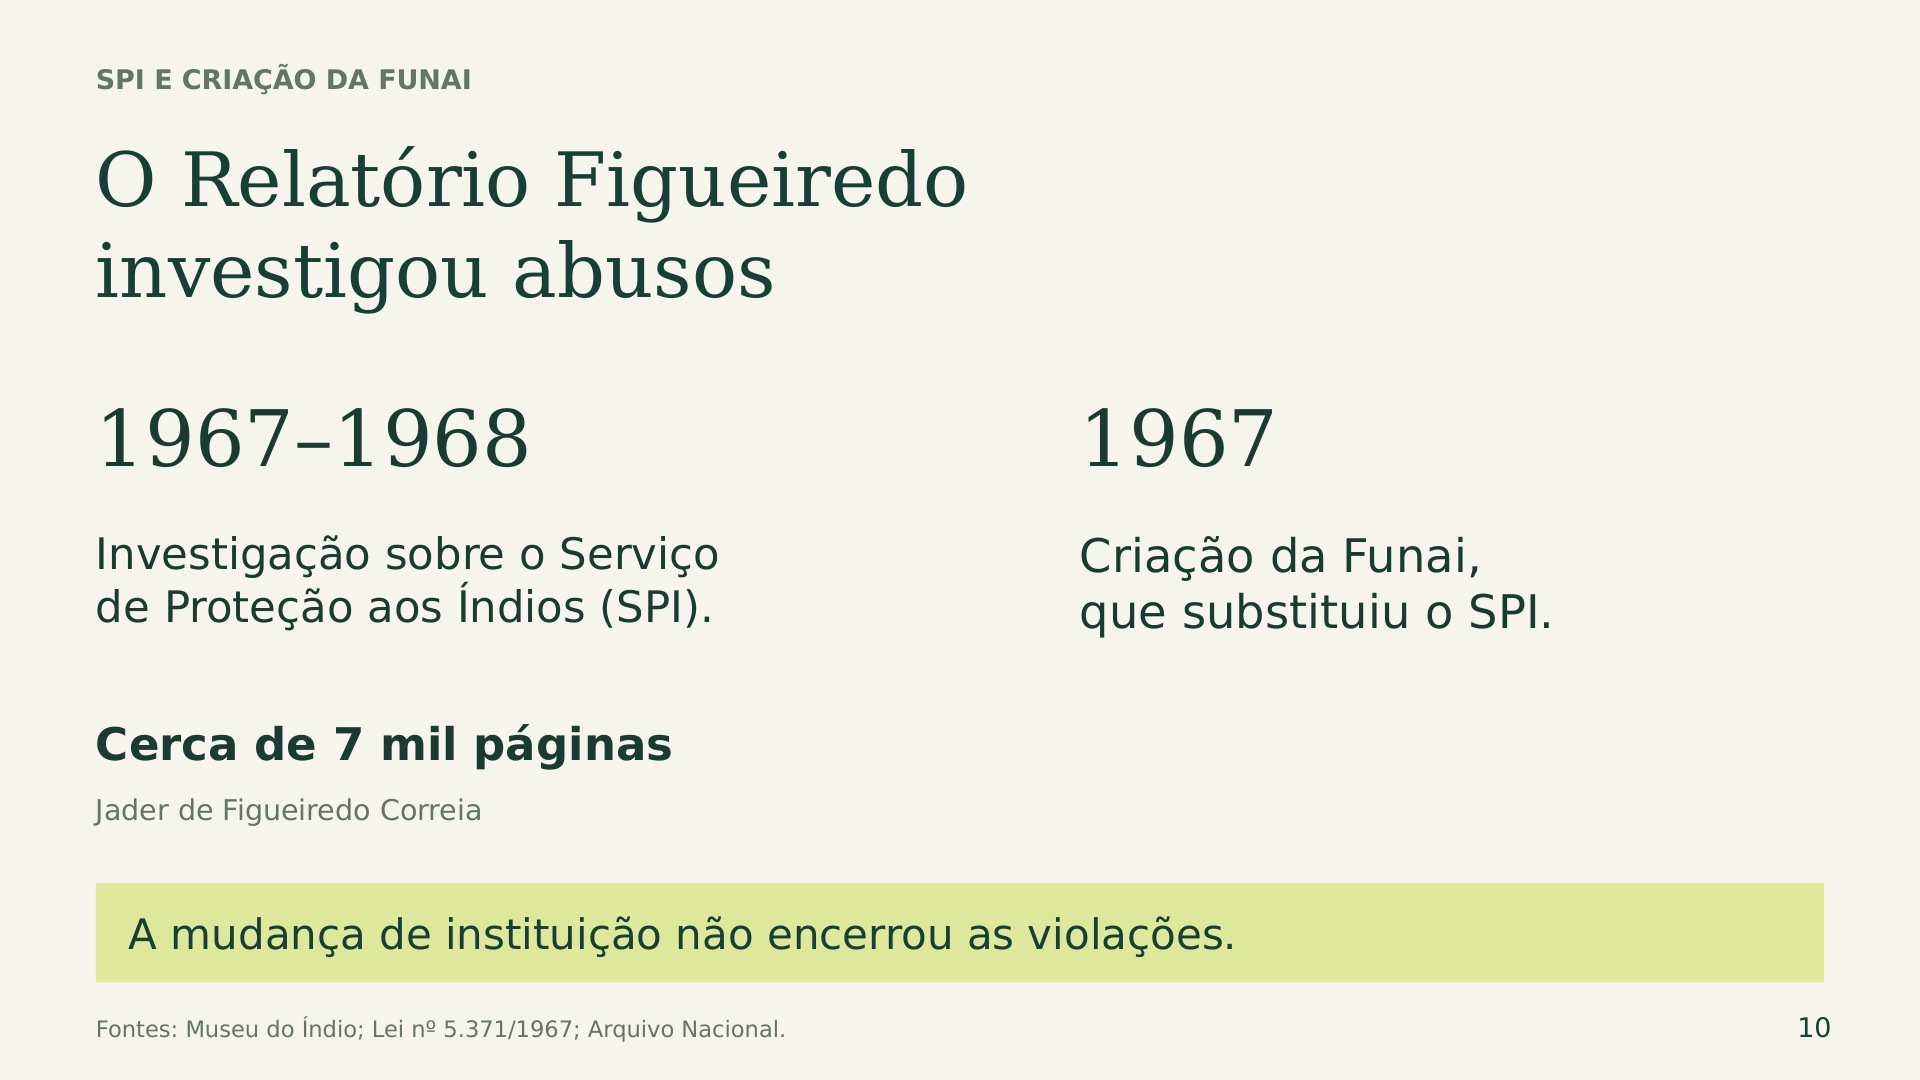 SPI E CRIAÇÃO DA FUNAI
O Relatório Figueiredo
investigou abusos
1967–1968
Investigação sobre o Serviço
de Proteção aos Índios (SPI).
Cerca de 7 mil páginas
Jader de Figueiredo Correia
1967
Criação da Funai,
que substituiu o SPI.
A mudança de instituição não encerrou as violações.
Fontes: Museu do Índio; Lei nº 5.371/1967; Arquivo Nacional.
10